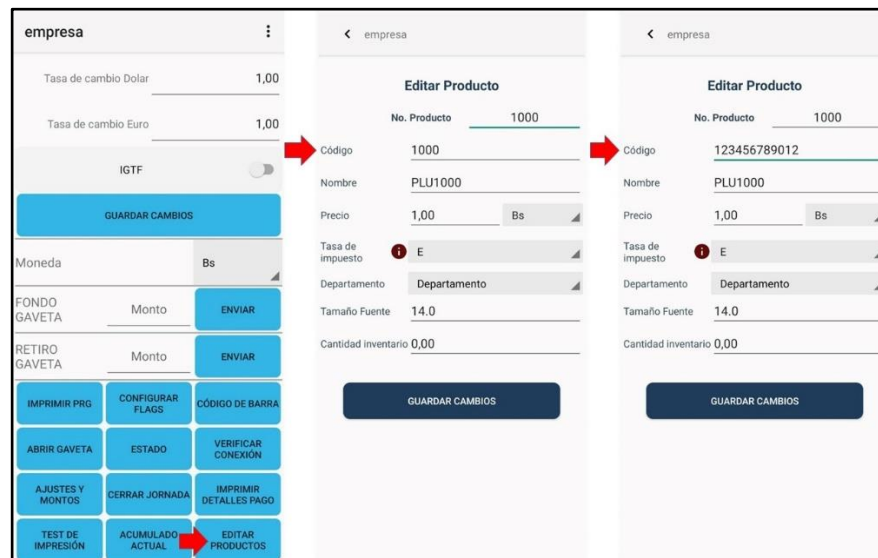 empresa
Tasa de cambio Dolar 1,00
Tasa de cambio Euro 1,00
IGTF
GUARDAR CAMBIOS
Moneda Bs
FONDO
GAVETA
Monto ENVIAR
RETIRO
GAVETA
Monto ENVIAR
IMPRIMIR PRG
CONFIGURAR
FLAGS
CÓDIGO DE BARRA
ABRIR GAVETA
ESTADO
VERIFICAR
CONEXIÓN
AJUSTES Y
MONTOS
CERRAR JORNADA
IMPRIMIR
DETALLES PAGO
TEST DE
IMPRESIÓN
ACUMULADO
ACTUAL
EDITAR
PRODUCTOS
empresa
Editar Producto
No. Producto 1000
Código 1000
Nombre PLU1000
Precio 1,00 Bs
Tasa de
impuesto
i E
Departamento Departamento
Tamaño Fuente 14.0
Cantidad inventario 0,00
GUARDAR CAMBIOS
empresa
Editar Producto
No. Producto 1000
Código 123456789012
Nombre PLU1000
Precio 1,00 Bs
Tasa de
impuesto
i E
Departamento Departamento
Tamaño Fuente 14.0
Cantidad inventario 0,00
GUARDAR CAMBIOS